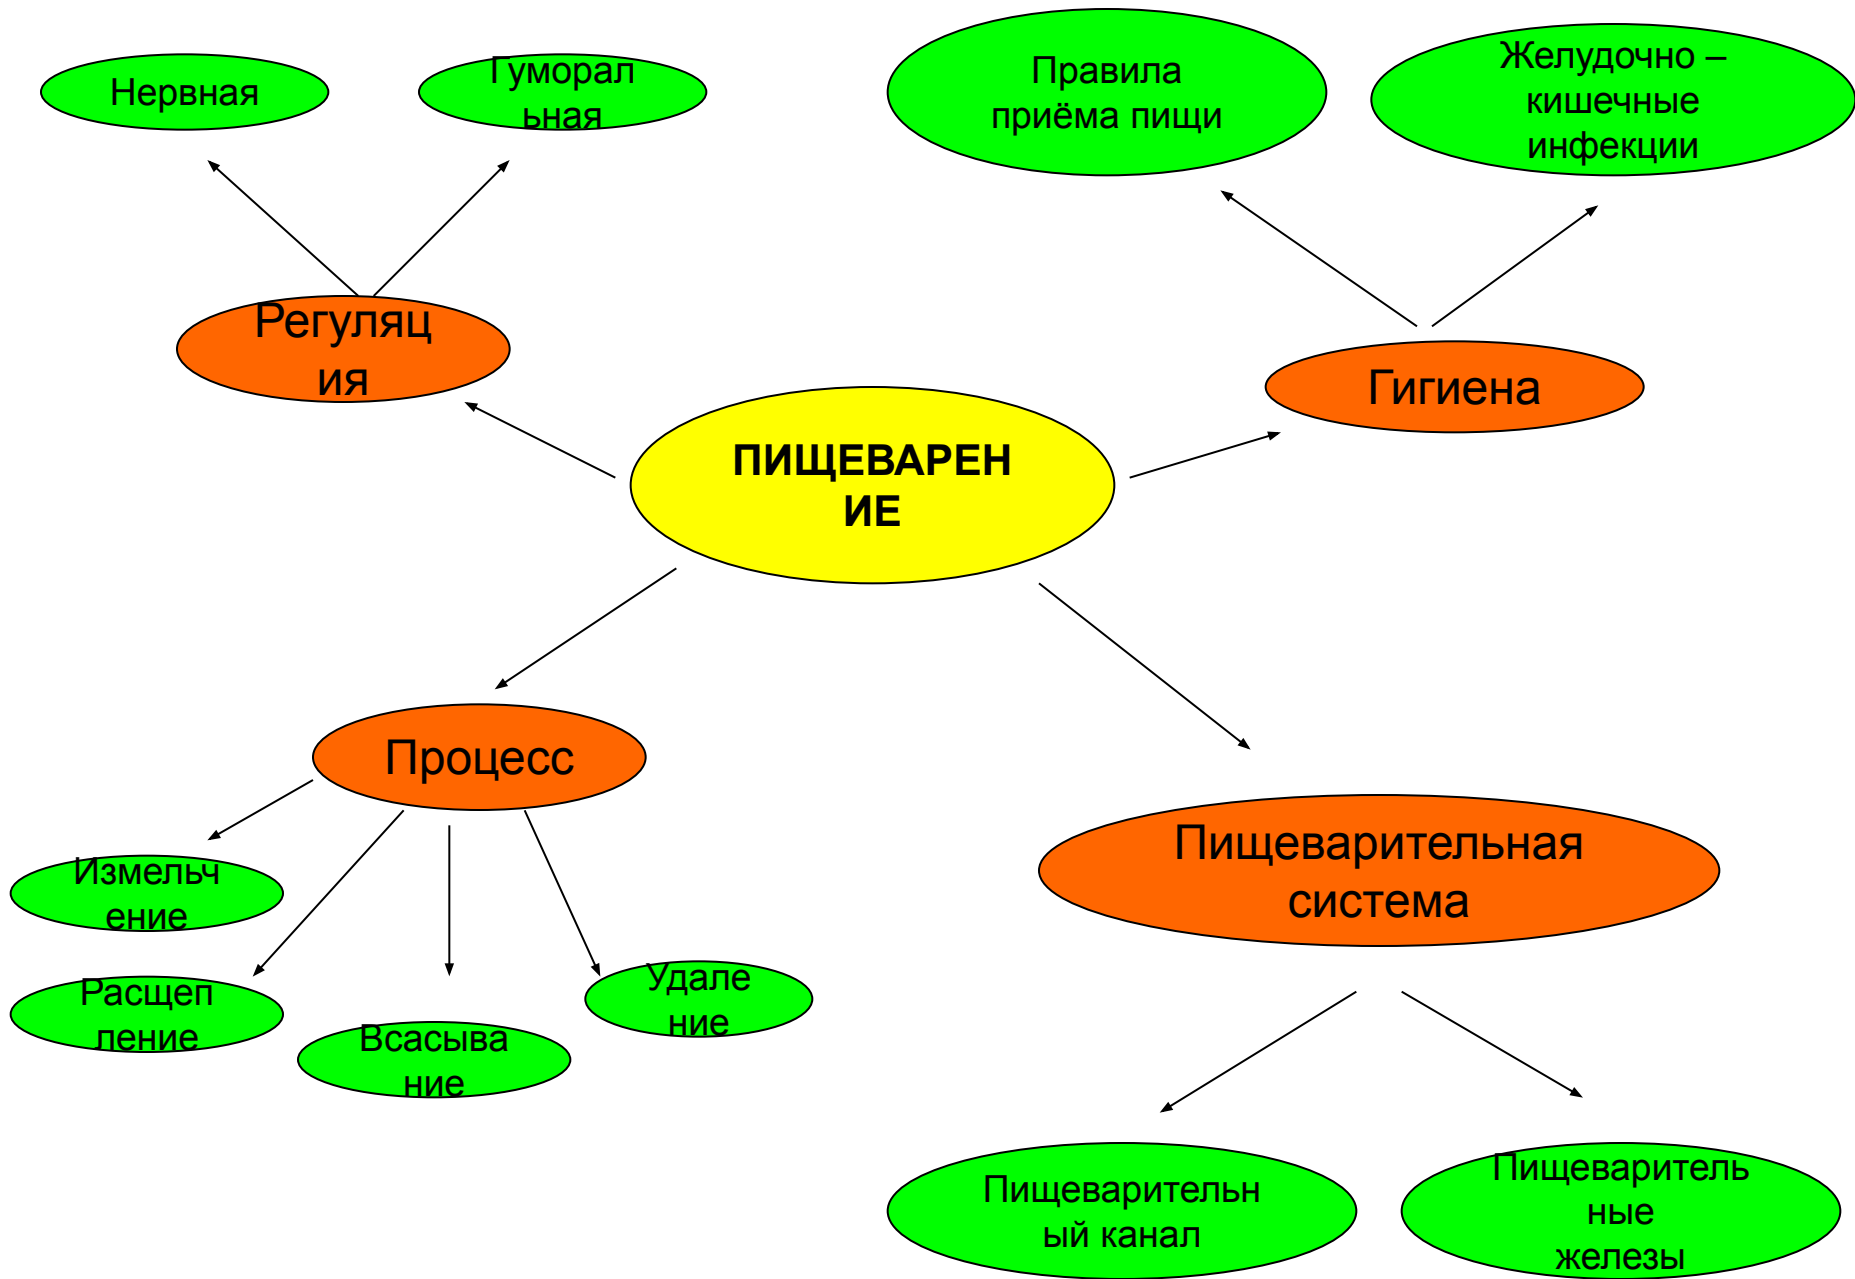 Нервная
Гуморал
ьная
Правила
приёма пищи
Желудочно –
кишечные
инфекции
Регуляц
ия
Гигиена
ПИЩЕВАРЕН
ИЕ
Процесс
Пищеварительная
система
Измельч
ение
Расщеп
ление
Всасыва
ние
Удале
ние
Пищеварительн
ый канал
Пищеваритель
ные
железы